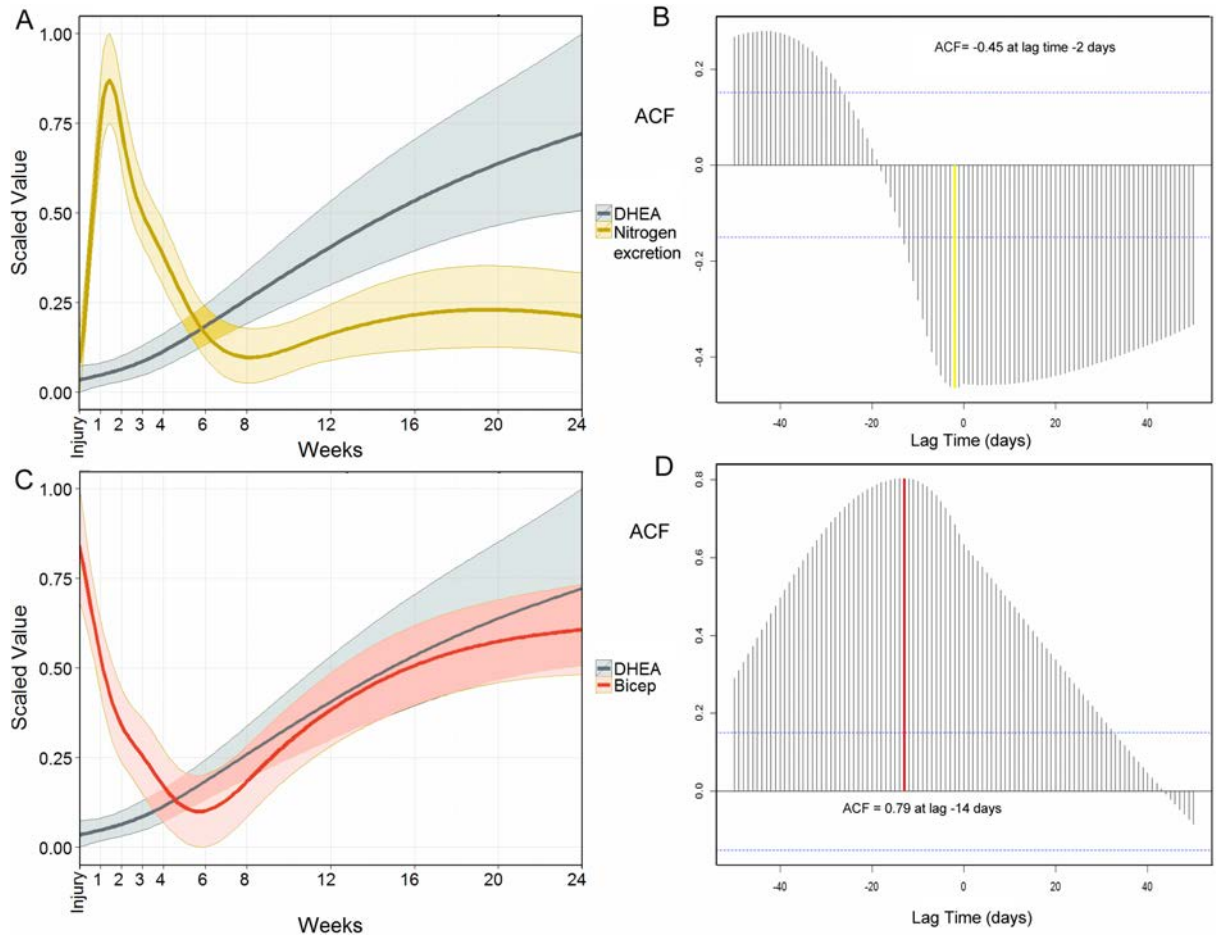 A
1.00
0.75
0.50
0.25
0.00
Scaled Value
Injury
1
2
3
4
6
8
12
16
20
24
Weeks
DHEA
Nitrogen
excretion
B
ACF= -0.45 at lag time -2 days
ACF
0.2
0.0
-0.2
-0.4
-40
-20
0
20
40
Lag Time (days)
C
1.00
0.75
0.50
0.25
0.00
Scaled Value
Injury
1
2
3
4
6
8
12
16
20
24
Weeks
DHEA
Bicep
D
ACF
0.8
0.6
0.4
0.2
0.0
ACF = 0.79 at lag -14 days
-40
-20
0
20
40
Lag Time (days)